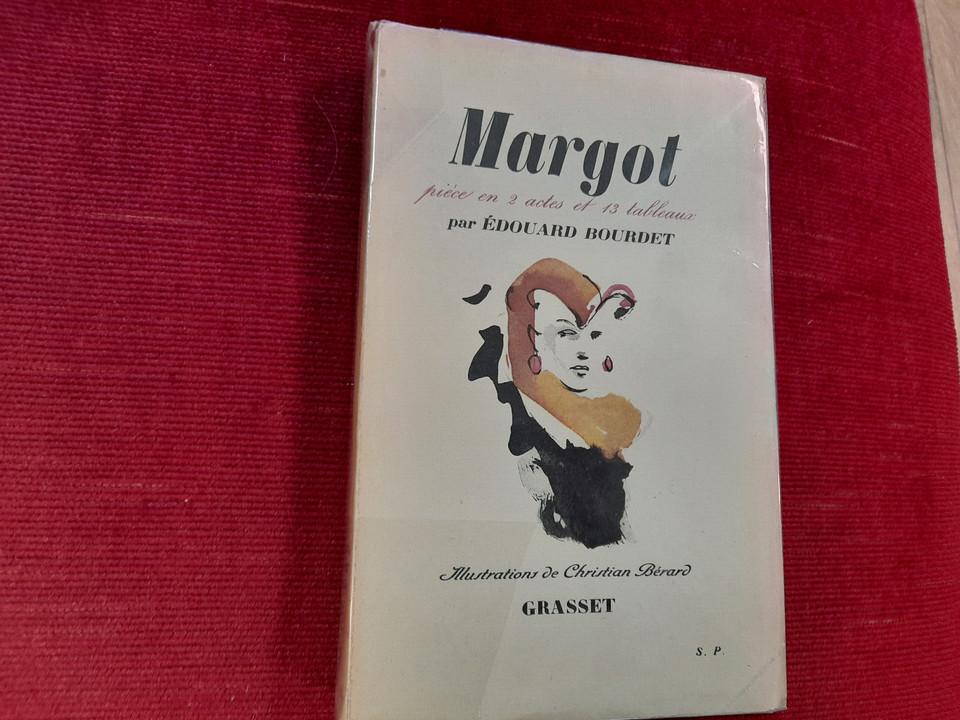 Margot
pièce en 2 actes et 13 tableaux
par ÉDOUARD BOURDET
Illustrations de Christian Bérard
GRASSET
S. P.